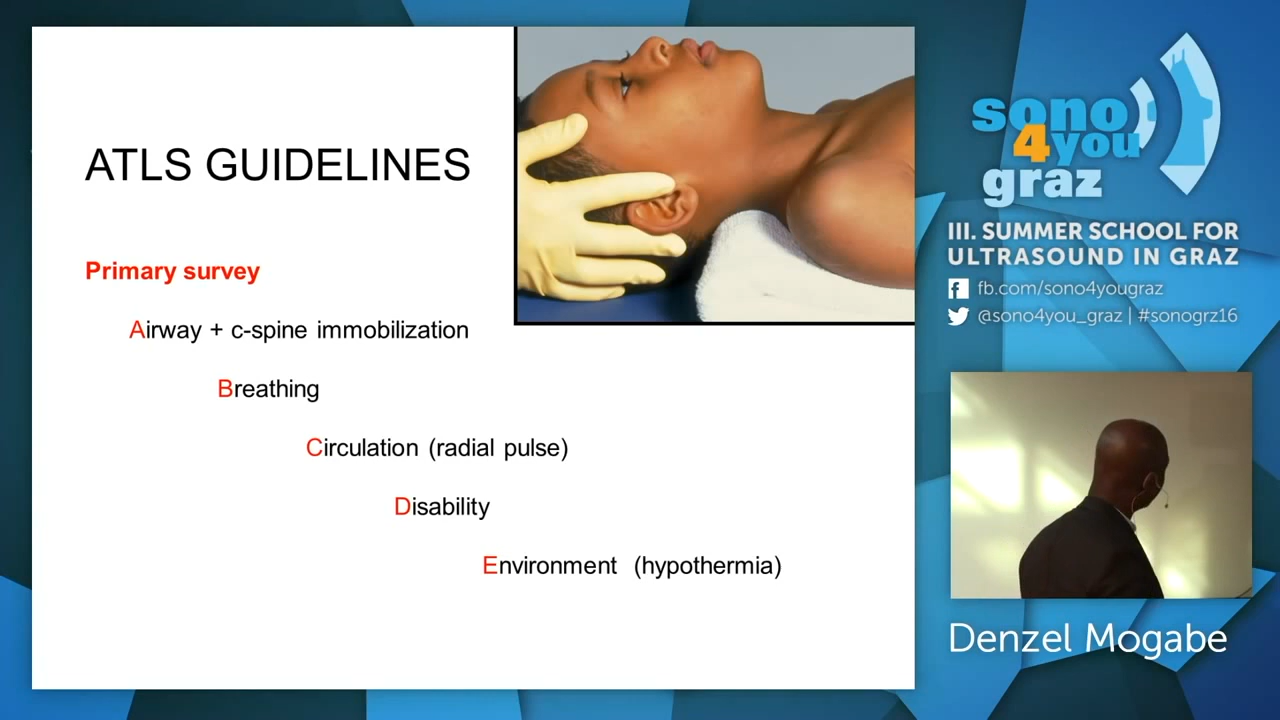 ATLS GUIDELINES
Primary survey
Airway + c-spine immobilization
Breathing
Circulation (radial pulse)
Disability
Environment (hypothermia)
sono
4you
graz
III. SUMMER SCHOOL FOR
ULTRASOUND IN GRAZ
fb.com/sono4yougraz
@sono4you_graz | #sonogrz16
Denzel Mogabe